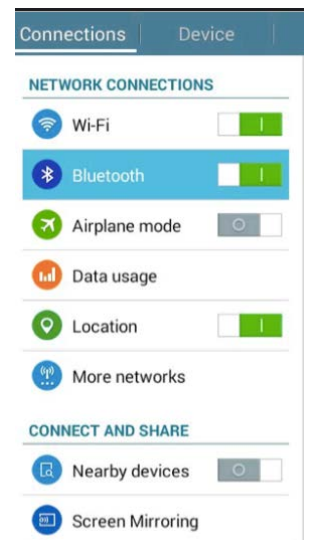 Connections Device
NETWORK CONNECTIONS
Wi-Fi
Bluetooth
Airplane mode
Data usage
Location
More networks
CONNECT AND SHARE
Nearby devices
Screen Mirroring